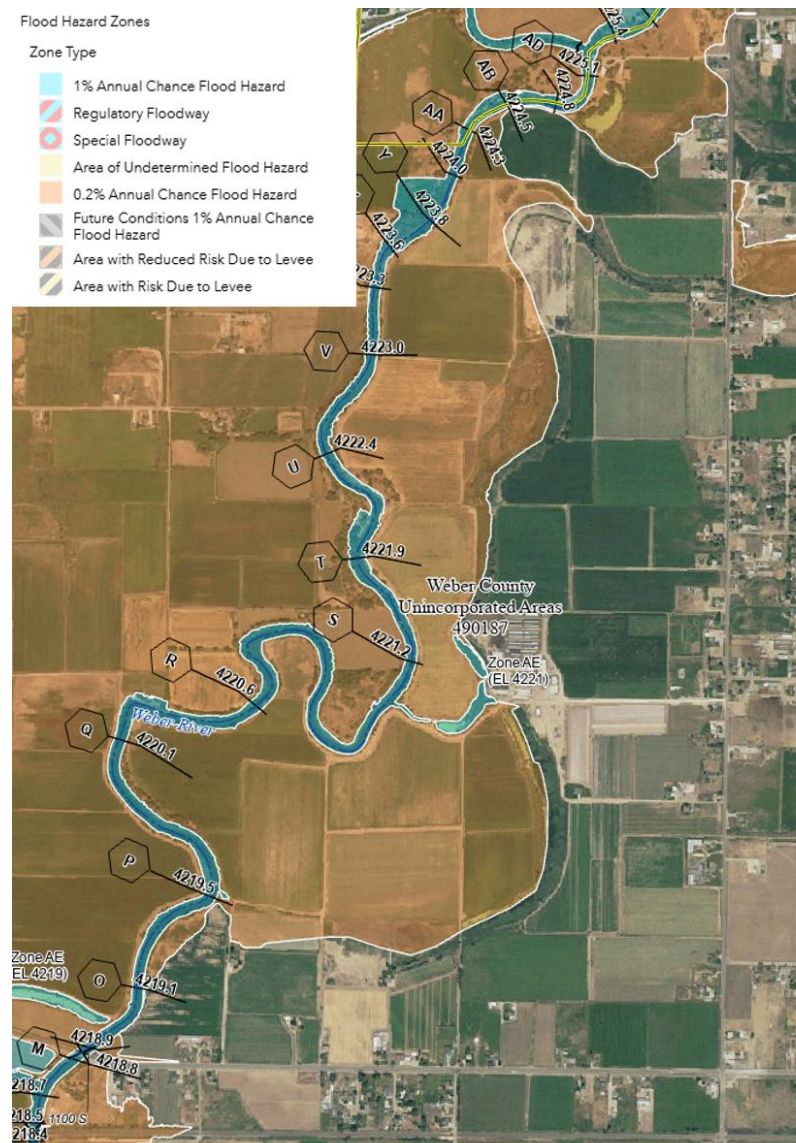 Flood Hazard Zones
Zone Type
1% Annual Chance Flood Hazard
Regulatory Floodway
Special Floodway
Area of Undetermined Flood Hazard
0.2% Annual Chance Flood Hazard
Future Conditions 1% Annual Chance
Flood Hazard
Area with Reduced Risk Due to Levee
Area with Risk Due to Levee
AD
4225.1
AB
4224.8
4224.5
AA
4224.3
4224.0
Y
4223.8
4223.6
V
4223.0
4222.4
U
T
4221.9
Weber County
Unincorporated Areas
490187
S
4221.2
Zone AE
(EL 4221)
R
4220.6
Weber River
Q
4220.1
P
4219.5
Zone AE
(EL 4219)
O
4219.1
M
4218.9
4218.8
1100 S